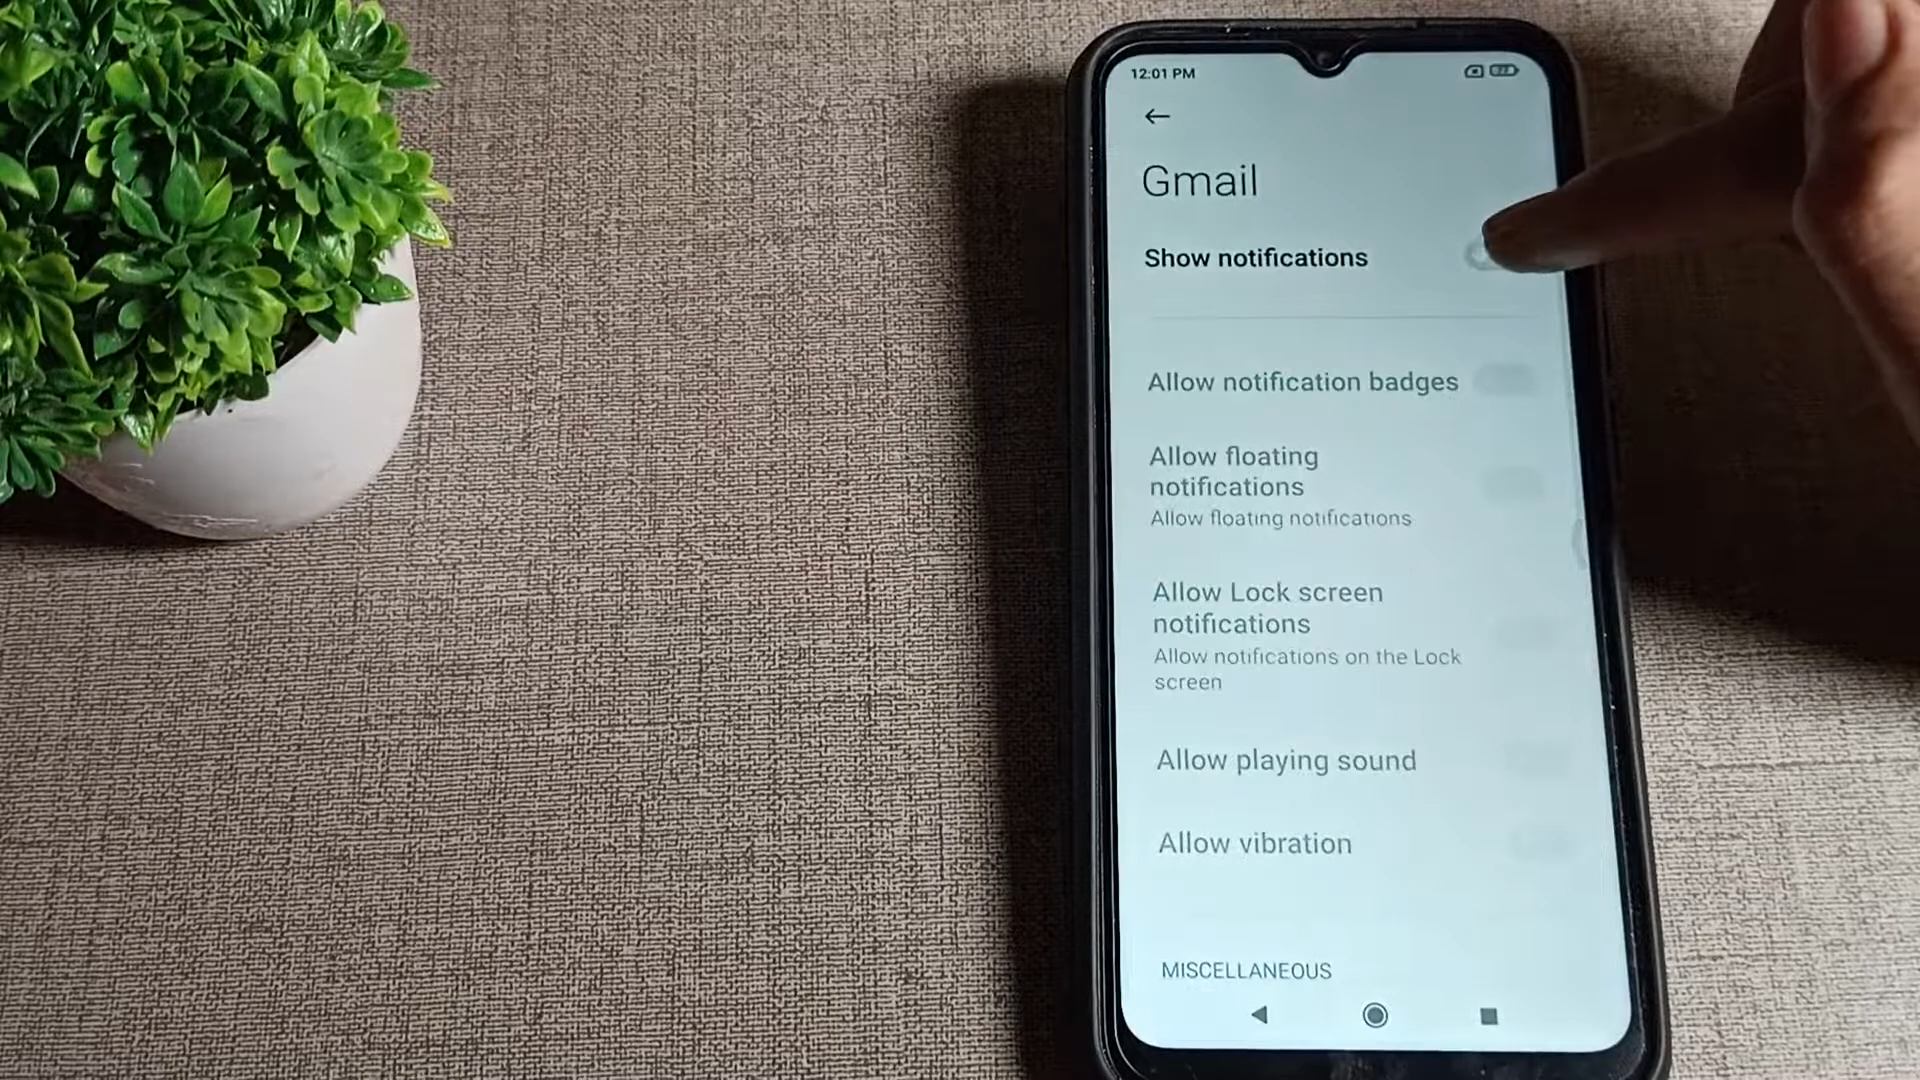 12:01 PM
Gmail
Show notifications
Allow notification badges
Allow floating
notifications
Allow floating notifications
Allow Lock screen
notifications
Allow notifications on the Lock
screen
Allow playing sound
Allow vibration
MISCELLANEOUS